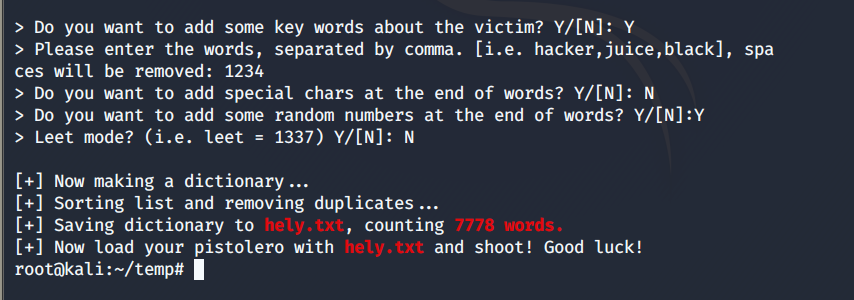 > Do you want to add some key words about the victim? Y/[N]: Y
> Please enter the words, separated by comma. [i.e. hacker,juice,black], spa
ces will be removed: 1234
> Do you want to add special chars at the end of words? Y/[N]: N
> Do you want to add some random numbers at the end of words? Y/[N]:Y
> Leet mode? (i.e. leet = 1337) Y/[N]: N
[+] Now making a dictionary...
[+] Sorting list and removing duplicates...
[+] Saving dictionary to hely.txt, counting 7778 words.
[+] Now load your pistolero with hely.txt and shoot! Good luck!
root@kali:~/temp#